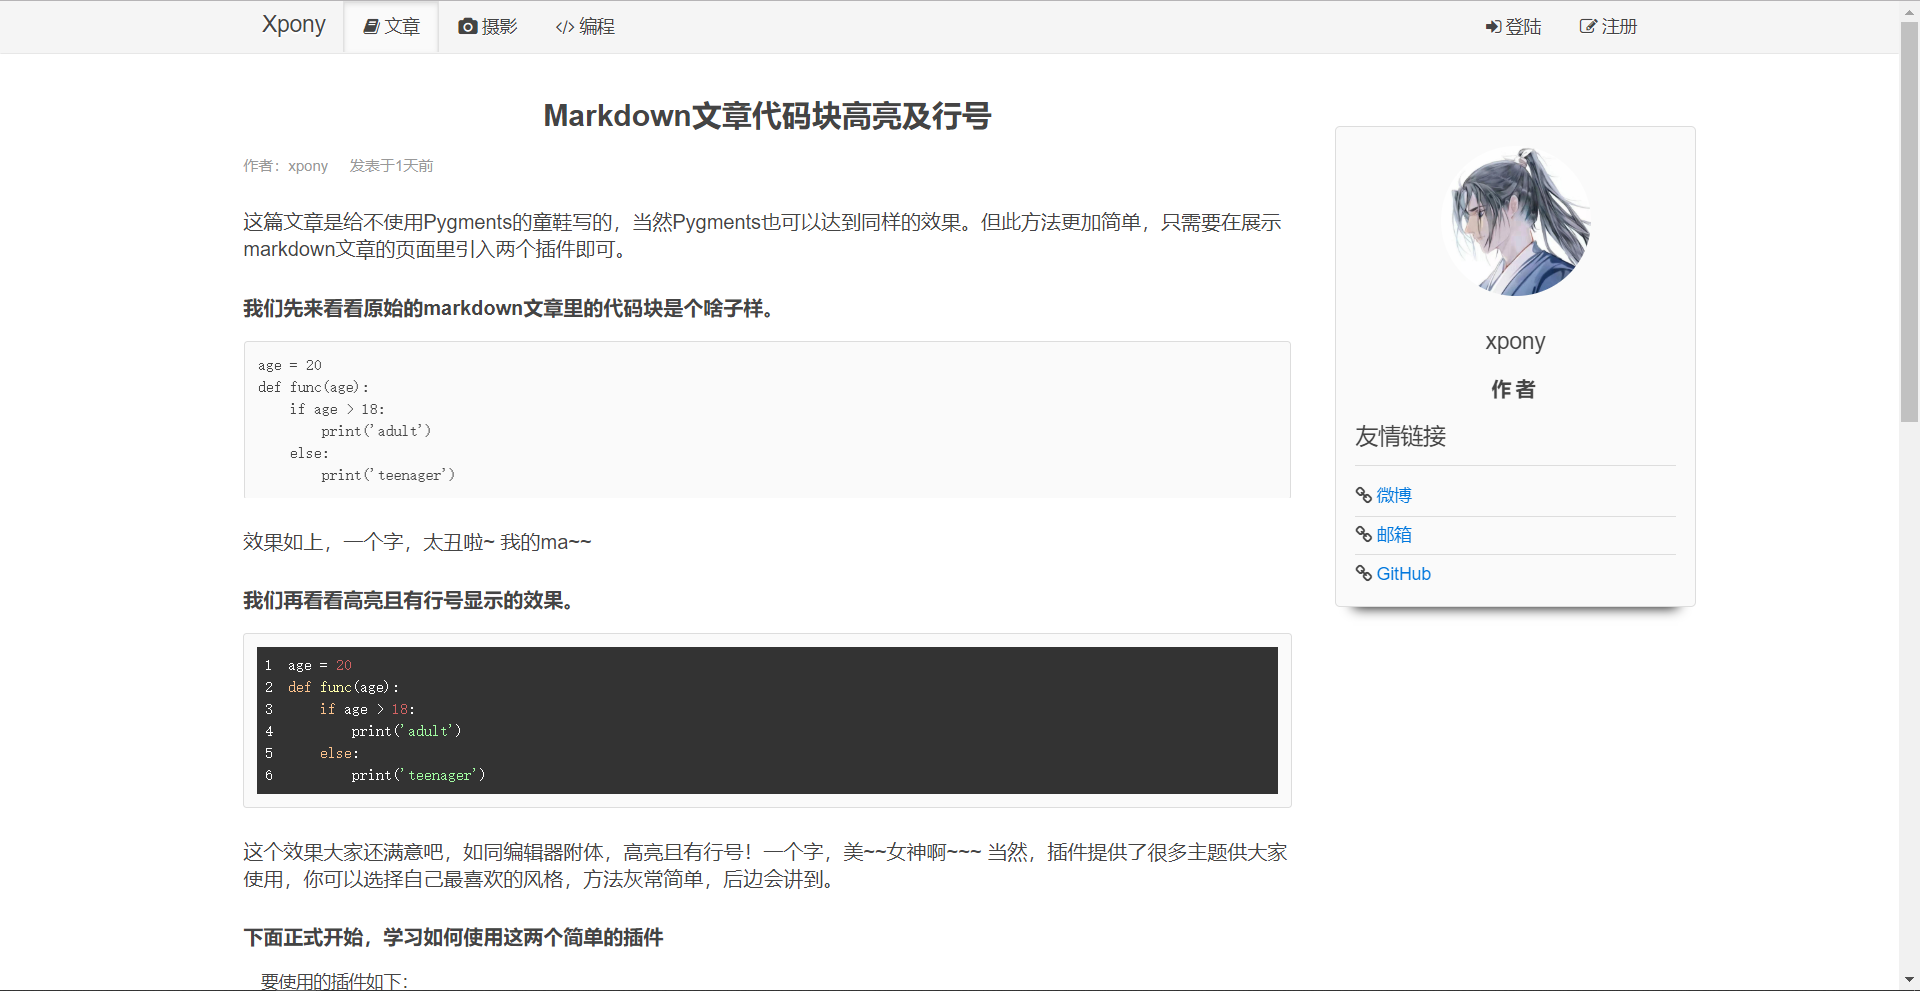 Xpony 文章 摄影 </> 编程 登陆 注册
Markdown文章代码块高亮及行号
作者：xpony 发表于1天前
这篇文章是给不使用Pygments的童鞋写的，当然Pygments也可以达到同样的效果。但此方法更加简单，只需要在展示
markdown文章的页面里引入两个插件即可。
我们先来看看原始的markdown文章里的代码块是个啥子样。
age = 20
def func(age):
    if age > 18:
        print('adult')
    else:
        print('teenager')
效果如上，一个字，太丑啦~ 我的ma~~
我们再看看高亮且有行号显示的效果。
1 age = 20
2 def func(age):
3     if age > 18:
4         print('adult')
5     else:
6         print('teenager')
这个效果大家还满意吧，如同编辑器附体，高亮且有行号！一个字，美~~女神啊~~~ 当然，插件提供了很多主题供大家
使用，你可以选择自己最喜欢的风格，方法灰常简单，后边会讲到。
下面正式开始，学习如何使用这两个简单的插件
要使用的插件如下：
xpony
作者
友情链接
微博
邮箱
GitHub